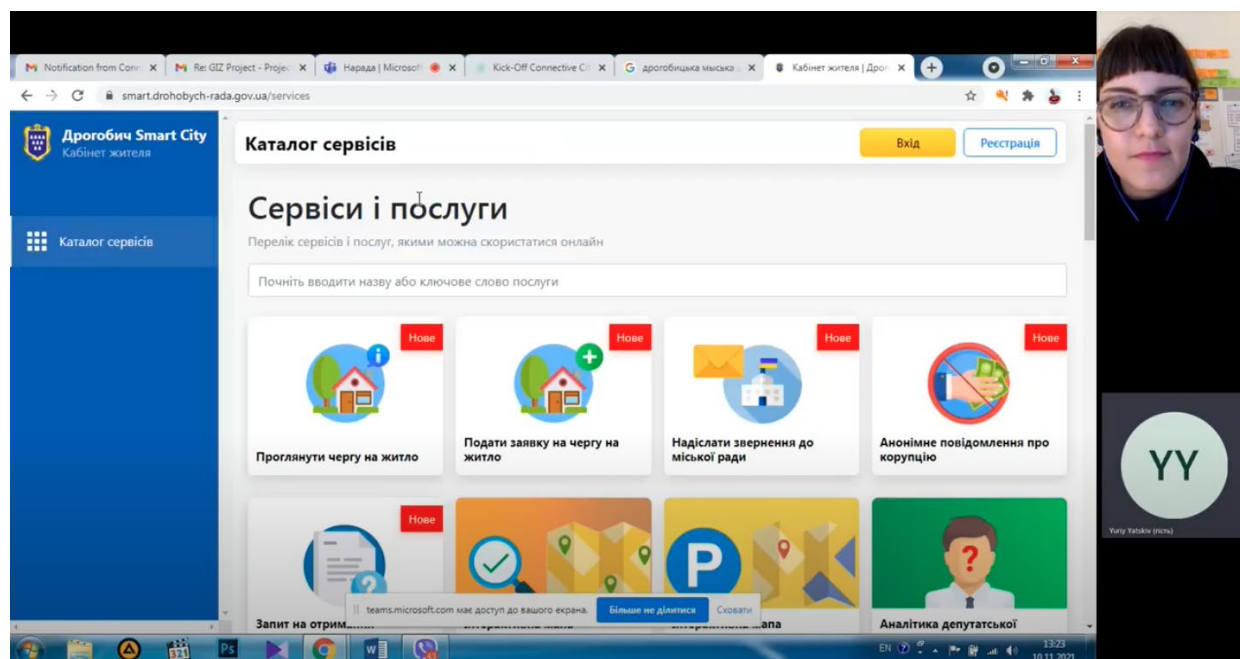 Notification from Conn
Re: GIZ Project - Projec
Нарада | Microsoft
Kick-Off Connective Ci
дрогобицька міська
Кабінет жителя | Дрог
smart.drohobych-rada.gov.ua/services
Дрогобич Smart City
Кабінет жителя
Каталог сервісів
Вхід
Реєстрація
Каталог сервісів
Сервіси і послуги
Перелік сервісів і послуг, якими можна скористатися онлайн
Почніть вводити назву або ключове слово послуги
Нове
Нове
Нове
Нове
Проглянути чергу на житло
Подати заявку на чергу на
житло
Надіслати звернення до
міської ради
Анонімне повідомлення про
корупцію
Нове
P
Запит на отрим
Аналітика депутатської
teams.microsoft.com має доступ до вашого екрана.
Більше не ділитися
Сховати
YY
Yuriy Yatskiv (гість)
321
Ps
W
EN
13:23
10.11.2021